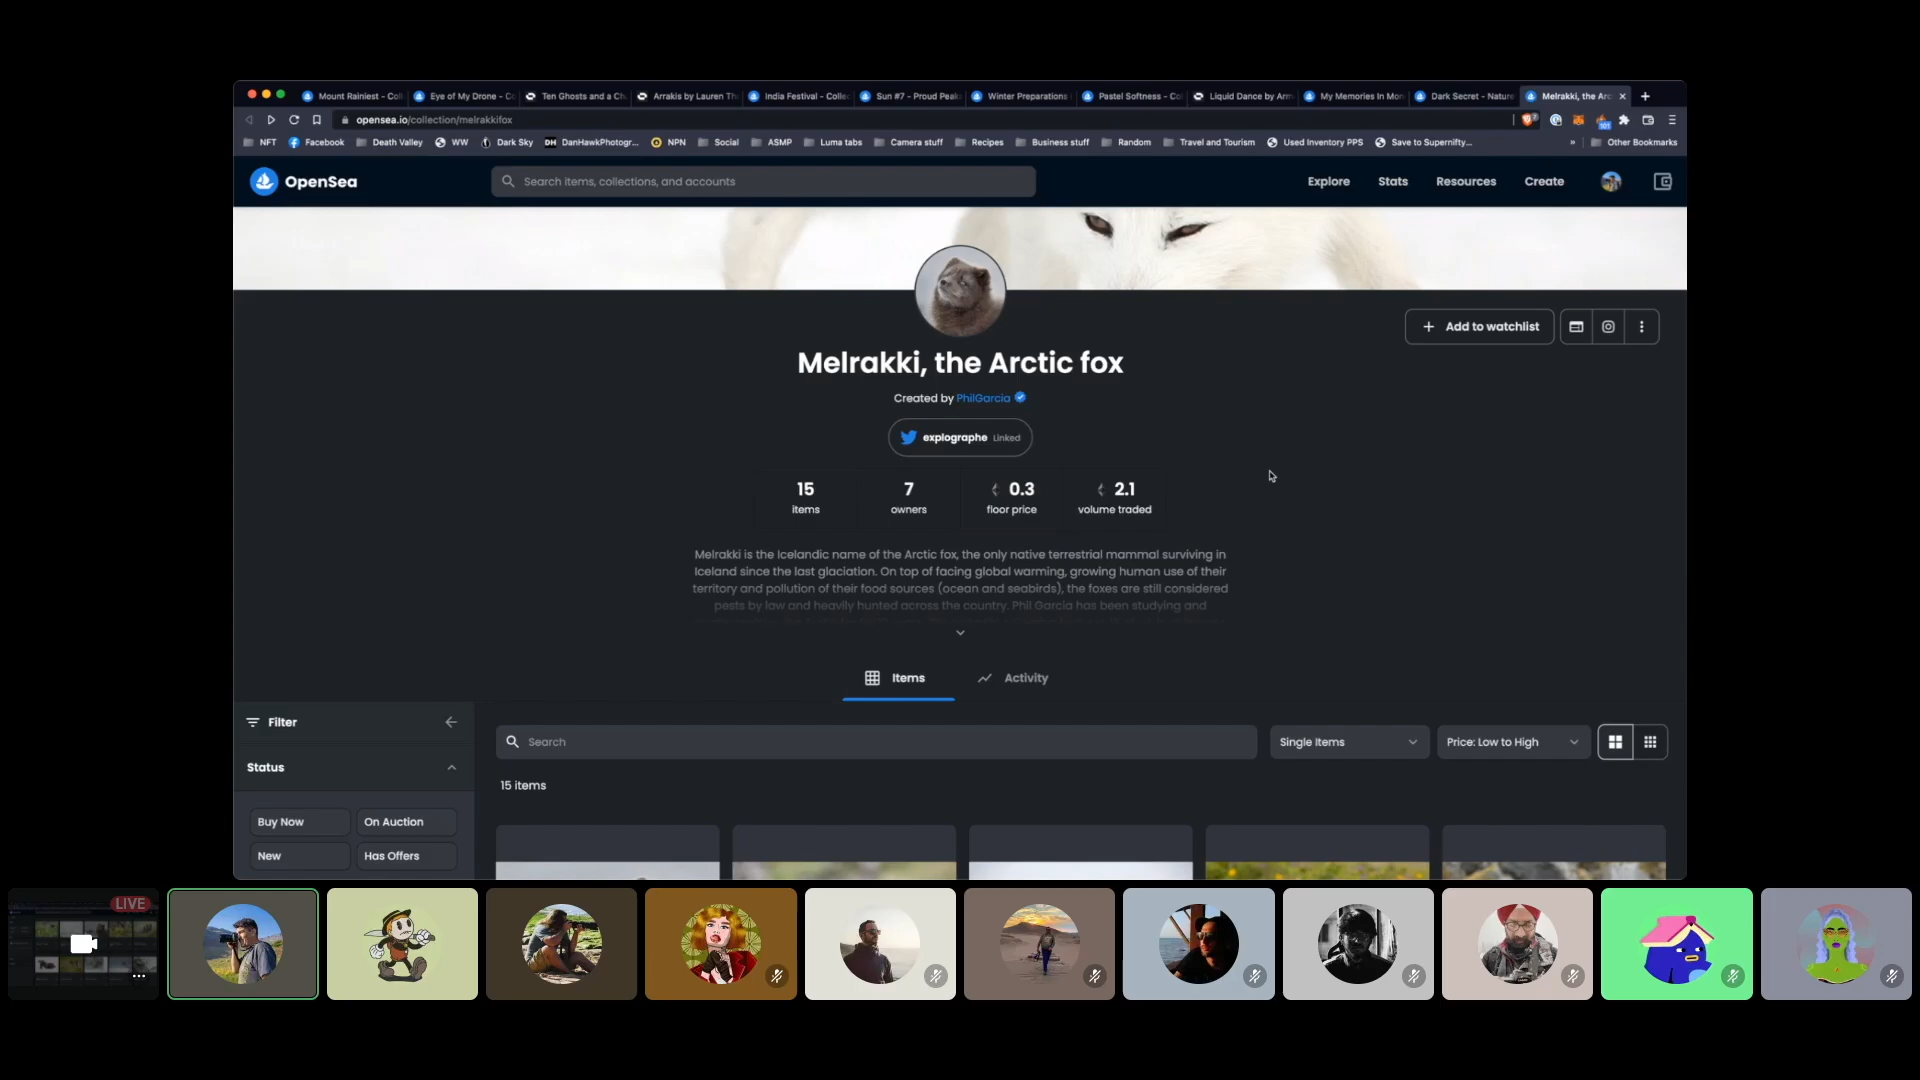 Mount Rainiest - Col
Eye of My Drone - Co
Ten Ghosts and a Ch
Arrakis by Lauren Th
India Festival - Collec
Sun #7 - Proud Peak
Winter Preparations
Pastel Softness - Co
Liquid Dance by Arm
My Memories In Mon
Dark Secret - Nature
Melrakki, the Arc
opensea.io/collection/melrakkifox
NFT
Facebook
Death Valley
WW
Dark Sky
DH DanHawkPhotogr...
NPN
Social
ASMP
Luma tabs
Camera stuff
Recipes
Business stuff
Random
Travel and Tourism
Used Inventory PPS
Save to Supernifty...
»
Other Bookmarks
OpenSea
Search items, collections, and accounts
Explore
Stats
Resources
Create
Add to watchlist
Melrakki, the Arctic fox
Created by PhilGarcia
explographe Linked
15
items
7
owners
0.3
floor price
2.1
volume traded
Melrakki is the Icelandic name of the Arctic fox, the only native terrestrial mammal surviving in
Iceland since the last glaciation. On top of facing global warming, growing human use of their
territory and pollution of their food sources (ocean and seabirds), the foxes are still considered
pests by law and heavily hunted across the country. Phil Garcia has been studying and
Items
Activity
Filter
Status
Buy Now
On Auction
New
Has Offers
Search
Single Items
Price: Low to High
15 items
LIVE